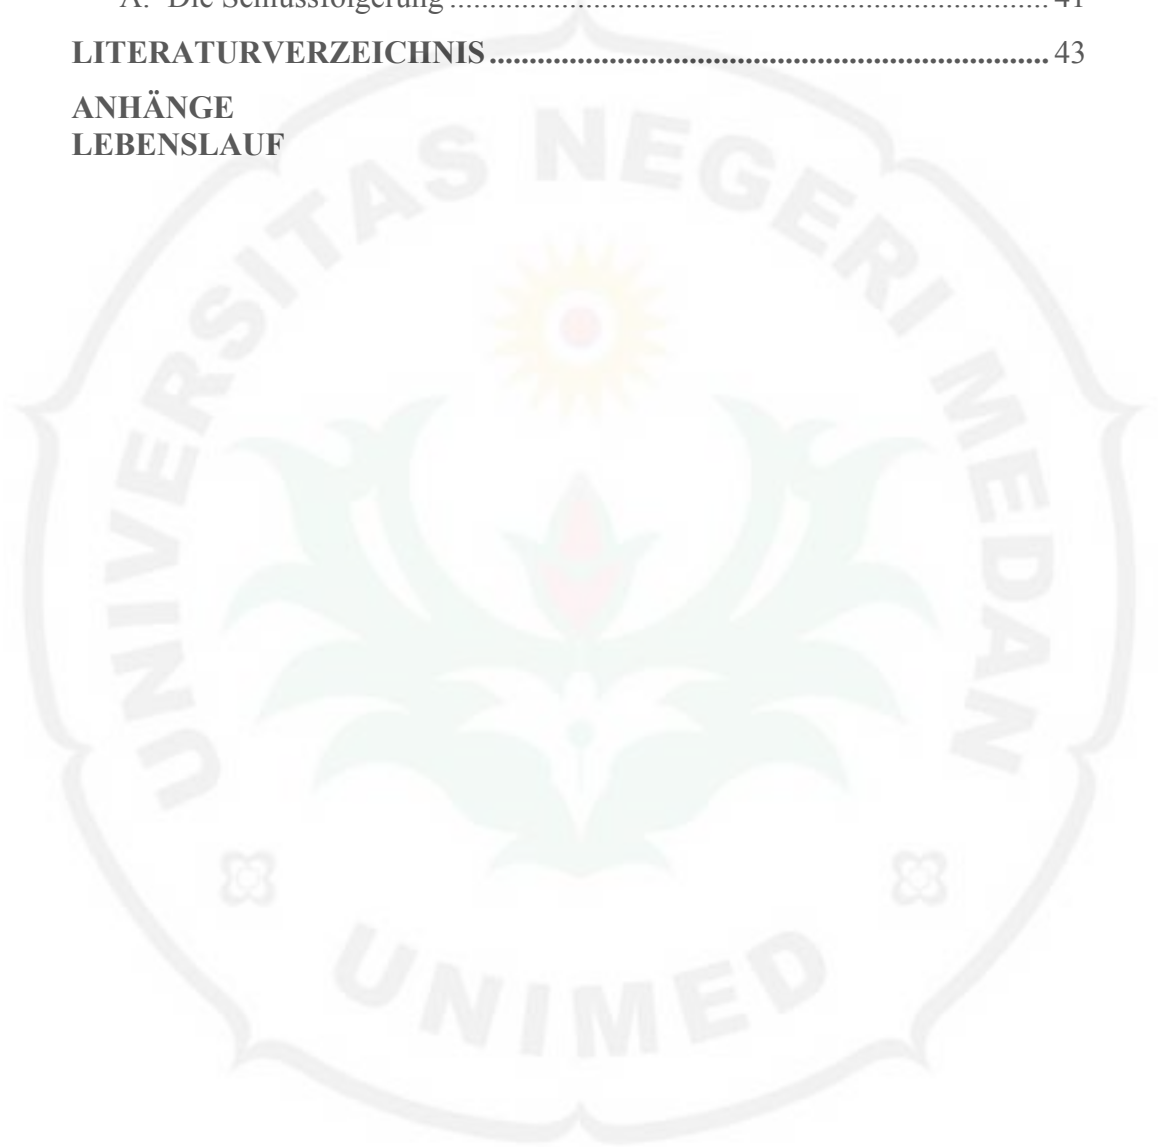 A. Die Schlussfolgerung ........................................................................... 41
LITERATURVERZEICHNIS ..................................................................... 43
ANHÄNGE
LEBENSLAUF
UNIVERSITAS NEGERI MEDAN
UNIMED